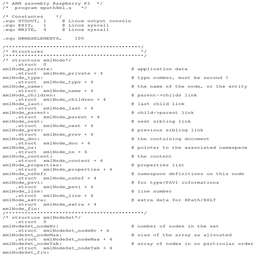 /* ARM assembly Raspberry PI */
/* program xpathXml.s */
/* Constantes */
.equ STDOUT, 1 @ Linux output console
.equ EXIT, 1 @ Linux syscall
.equ WRITE, 4 @ Linux syscall
.equ NBMAXELEMENTS, 100
/*******************************************/
/* Structures */
/********************************************/
/* structure xmlNode*/
.struct 0
xmlNode_private: @ application data
.struct xmlNode_private + 4
xmlNode_type: @ type number, must be second !
.struct xmlNode_type + 4
xmlNode_name: @ the name of the node, or the entity
.struct xmlNode_name + 4
xmlNode_children: @ parent->childs link
.struct xmlNode_children + 4
xmlNode_last: @ last child link
.struct xmlNode_last + 4
xmlNode_parent: @ child->parent link
.struct xmlNode_parent + 4
xmlNode_next: @ next sibling link
.struct xmlNode_next + 4
xmlNode_prev: @ previous sibling link
.struct xmlNode_prev + 4
xmlNode_doc: @ the containing document
.struct xmlNode_doc + 4
xmlNode_ns: @ pointer to the associated namespace
.struct xmlNode_ns + 4
xmlNode_content: @ the content
.struct xmlNode_content + 4
xmlNode_properties: @ properties list
.struct xmlNode_properties + 4
xmlNode_nsDef: @ namespace definitions on this node
.struct xmlNode_nsDef + 4
xmlNode_psvi: @ for type/PSVI informations
.struct xmlNode_psvi + 4
xmlNode_line: @ line number
.struct xmlNode_line + 4
xmlNode_extra: @ extra data for XPath/XSLT
.struct xmlNode_extra + 4
xmlNode_fin:
/********************************************/
/* structure xmlNodeSet*/
.struct 0
xmlNodeSet_nodeNr: @ number of nodes in the set
.struct xmlNodeSet_nodeNr + 4
xmlNodeSet_nodeMax: @ size of the array as allocated
.struct xmlNodeSet_nodeMax + 4
xmlNodeSet_nodeTab: @ array of nodes in no particular order
.struct xmlNodeSet_nodeTab + 4
xmlNodeSet_fin: